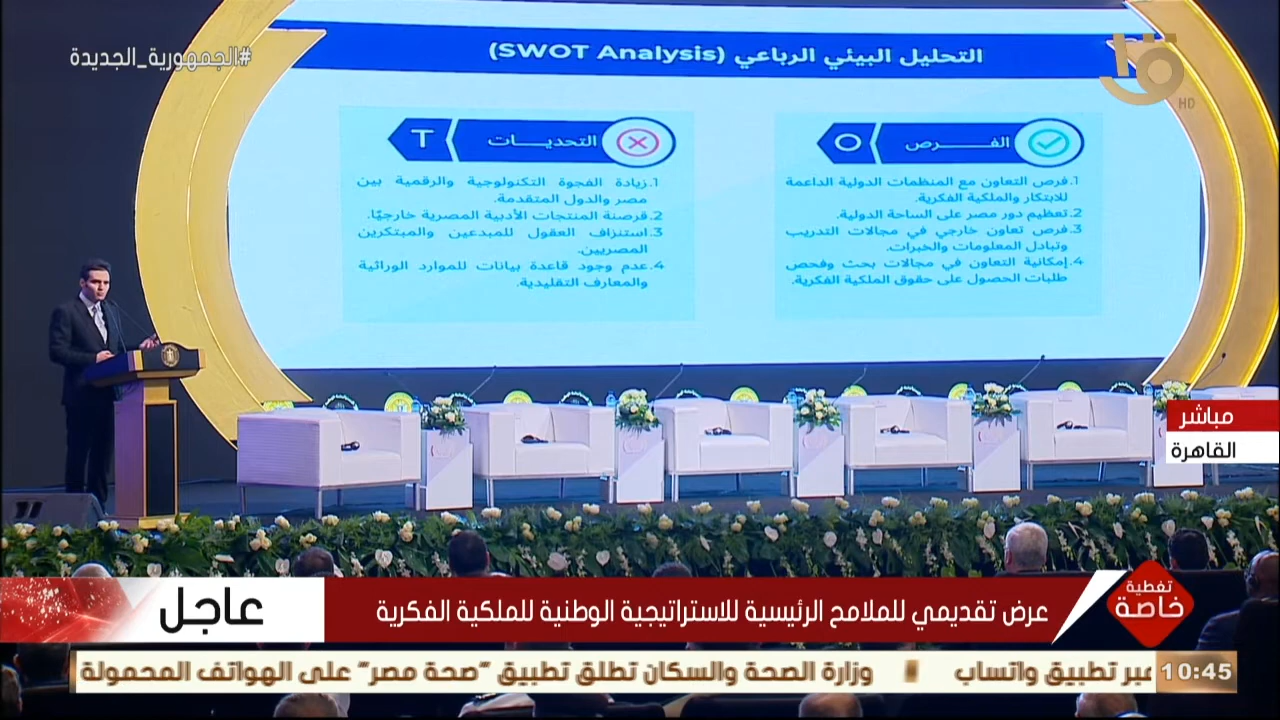 #الجمهورية_الجديدة
HD
التحليل البيئي الرباعي (SWOT Analysis)
الفـــــرص
O
1. فرص التعاون مع المنظمات الدولية الداعمة
للابتكار والملكية الفكرية.
2. تعظيم دور مصر على الساحة الدولية.
3. فرص تعاون خارجي في مجالات التدريب
وتبادل المعلومات والخبرات.
4. إمكانية التعاون في مجالات بحث وفحص
طلبات الحصول على حقوق الملكية الفكرية.
التحديـــــات
T
1. زيادة الفجوة التكنولوجية والرقمية بين
مصر والدول المتقدمة.
2. قرصنة المنتجات الأدبية المصرية خارجيًا.
3. استنزاف العقول للمبدعين والمبتكرين
المصريين.
4. عدم وجود قاعدة بيانات للموارد الوراثية
والمعارف التقليدية.
مباشر
القاهرة
تغطية
خاصة
عرض تقديمي للملامح الرئيسية للاستراتيجية الوطنية للملكية الفكرية
عاجل
10:45
عبر تطبيق واتساب
وزارة الصحة والسكان تطلق تطبيق "صحة مصر" على الهواتف المحمولة